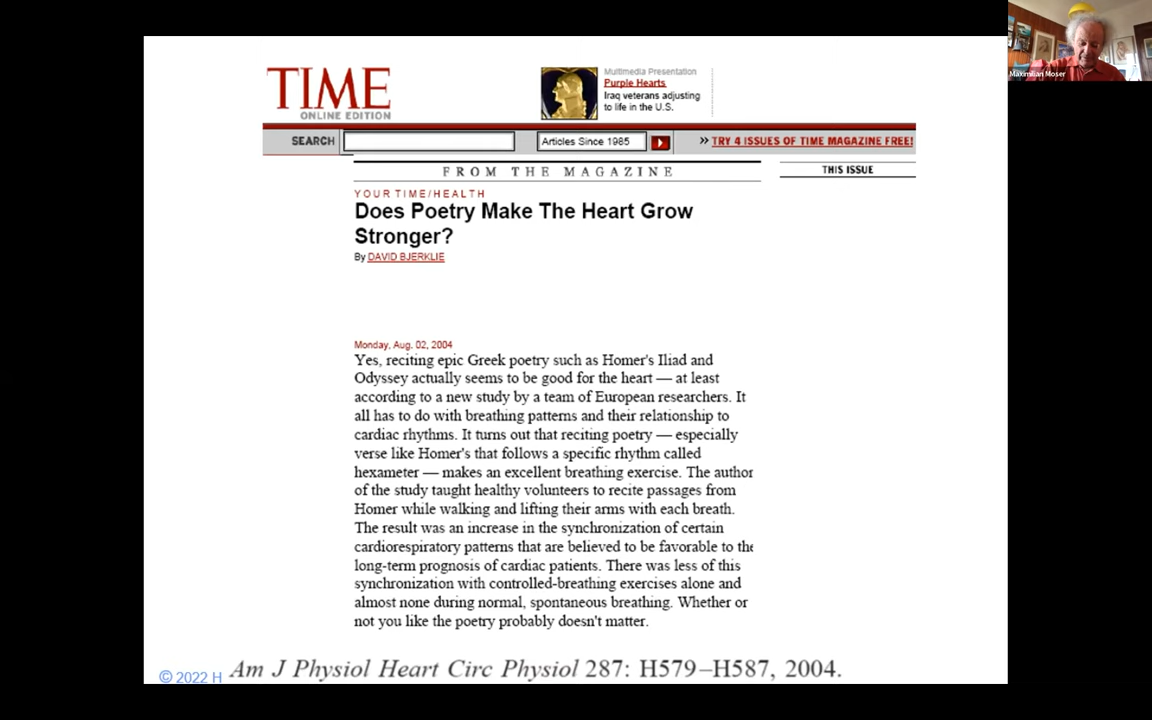 Maximilian Moser
TIME
ONLINE EDITION
Multimedia Presentation
Purple Hearts
Iraq veterans adjusting
to life in the U.S.
SEARCH
Articles Since 1985
» TRY 4 ISSUES OF TIME MAGAZINE FREE!
FROM THE MAGAZINE
THIS ISSUE
YOUR TIME/HEALTH
Does Poetry Make The Heart Grow
Stronger?
By DAVID BJERKLIE
Monday, Aug. 02, 2004
Yes, reciting epic Greek poetry such as Homer's Iliad and
Odyssey actually seems to be good for the heart — at least
according to a new study by a team of European researchers. It
all has to do with breathing patterns and their relationship to
cardiac rhythms. It turns out that reciting poetry — especially
verse like Homer's that follows a specific rhythm called
hexameter — makes an excellent breathing exercise. The author
of the study taught healthy volunteers to recite passages from
Homer while walking and lifting their arms with each breath.
The result was an increase in the synchronization of certain
cardiorespiratory patterns that are believed to be favorable to the
long-term prognosis of cardiac patients. There was less of this
synchronization with controlled-breathing exercises alone and
almost none during normal, spontaneous breathing. Whether or
not you like the poetry probably doesn't matter.
© 2022 H
Am J Physiol Heart Circ Physiol 287: H579–H587, 2004.